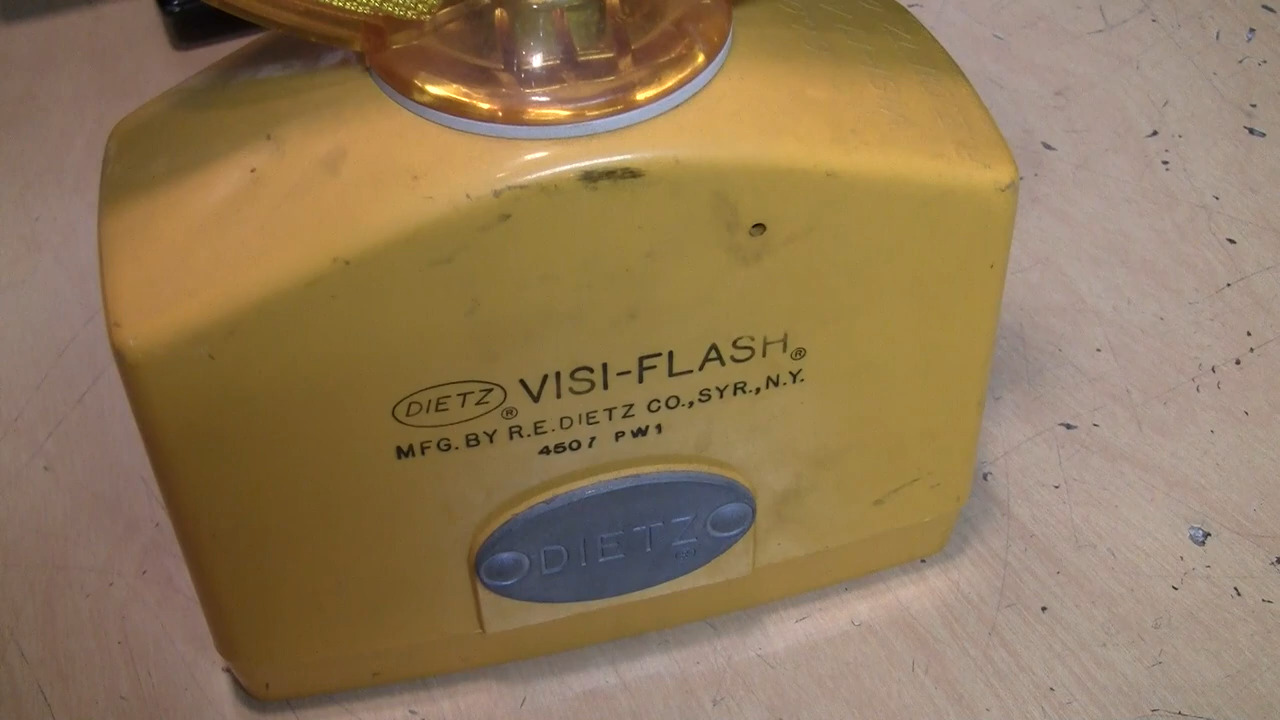 DIETZ ® VISI-FLASH®
MFG. BY R.E. DIETZ CO., SYR., N.Y.
4507 PW1
DIETZ